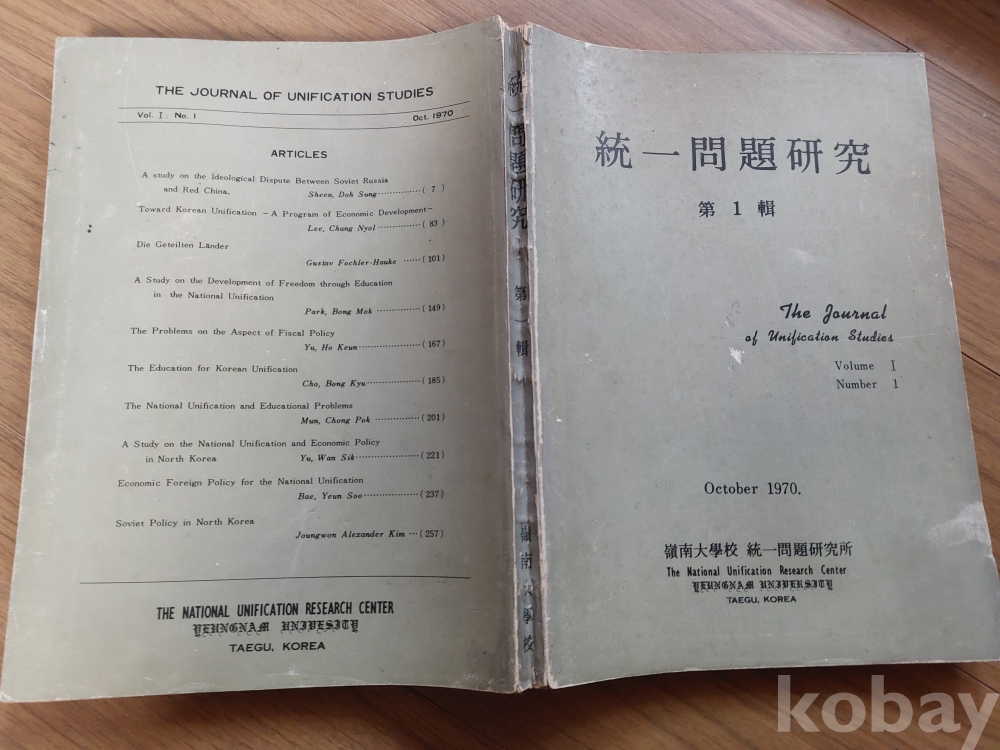 THE JOURNAL OF UNIFICATION STUDIES
Vol. I. No. 1 Oct. 1970
ARTICLES
A study on the Ideological Dispute Between Soviet Russia
and Red China. Sheen, Doh Sung ··············( 7 )
Toward Korean Unification －A Program of Economic Development－
Lee, Chang Nyol ··············( 83 )
Die Geteilten Länder
Gustav Fochler-Hauke ······(101)
A Study on the Development of Freedom through Education
in the National Unification
Park, Bong Mok ··············(149)
The Problems on the Aspect of Fiscal Policy
Yu, Ho Keun····················(167)
The Education for Korean Unification
Cho, Bong Kyu·················(185)
The National Unification and Educational Problems
Mun, Chong Pok ··············(201)
A Study on the National Unification and Economic Policy
in North Korea Yu, Wan Sik····················(221)
Economic Foreign Policy for the National Unification
Bae, Yeun Soo·················(237)
Soviet Policy in North Korea
Joungwon Alexander Kim ···(257)
THE NATIONAL UNIFICATION RESEARCH CENTER
YEUNGNAM UNIVESITY
TAEGU, KOREA
統一問題研究 第一輯 嶺南大學校
統一問題研究
第 1 輯
The Journal
of Unification Studies
Volume I
Number 1
October 1970.
嶺南大學校 統一問題研究所
The National Unification Research Center
YEUNGNAM UNIVERSITY
TAEGU, KOREA
kobay